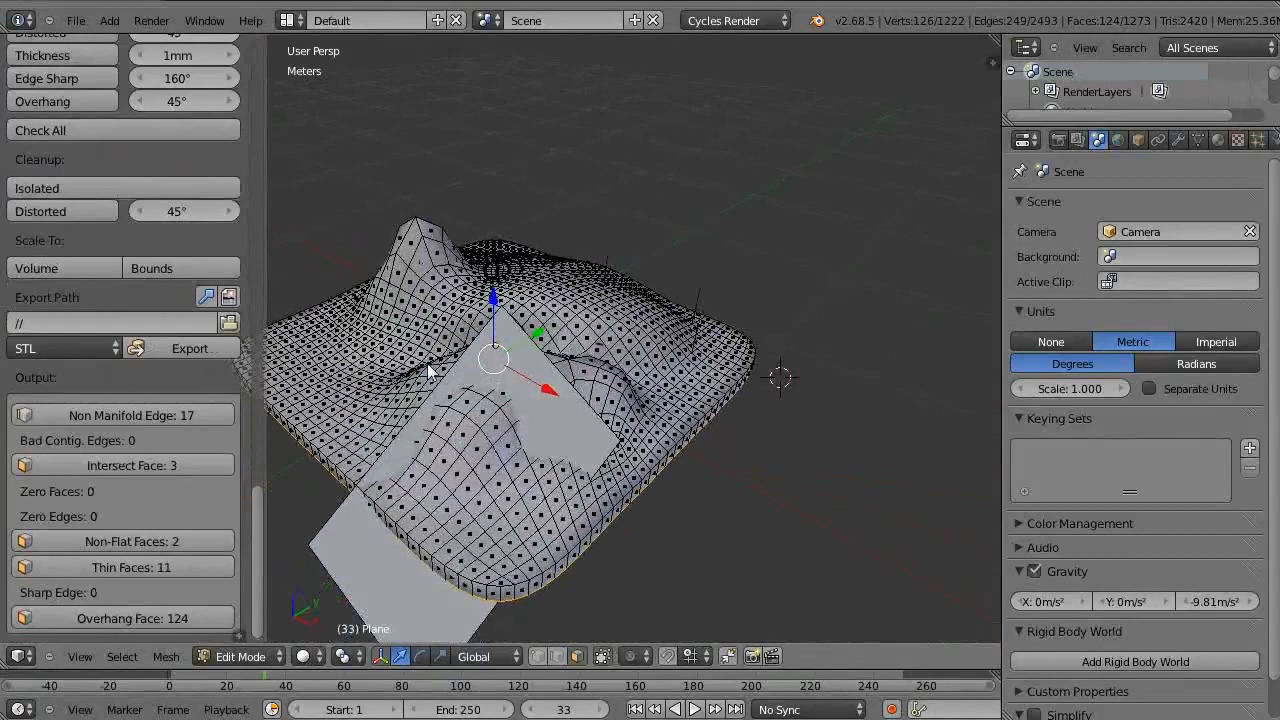 File Add Render Window Help Default Scene Cycles Render v2.68.5 | Verts:126/1222 | Edges:249/2493 | Faces:124/1273 | Tris:2420 | Mem:25.36
Distorted 45°
Thickness 1mm
Edge Sharp 160°
Overhang 45°
Check All
Cleanup:
Isolated
Distorted 45°
Scale To:
Volume Bounds
Export Path
//
STL Export
Output:
Non Manifold Edge: 17
Bad Contig. Edges: 0
Intersect Face: 3
Zero Faces: 0
Zero Edges: 0
Non-Flat Faces: 2
Thin Faces: 11
Sharp Edge: 0
Overhang Face: 124
User Persp
Meters
(33) Plane
View Select Mesh Edit Mode Global
-40 -20 0 20 40 60 80 100 120 140 160 180 200 220 240 260
View Marker Frame Playback Start: 1 End: 250 33 No Sync
View Search All Scenes
Scene
RenderLayers |
Scene
Scene
Camera: Camera
Background:
Active Clip:
Units
None Metric Imperial
Degrees Radians
Scale: 1.000 Separate Units
Keying Sets
Color Management
Audio
Gravity
X: 0m/s² Y: 0m/s² -9.81m/s²
Rigid Body World
Add Rigid Body World
Custom Properties
Simplify